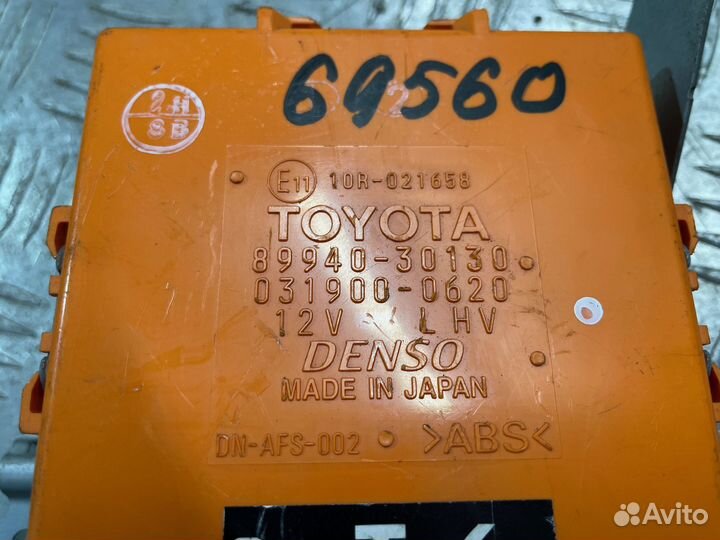 69560
2H
8B
E11 10R-021658
TOYOTA
89940-30130
031900-0620
12V LHV
DENSO
MADE IN JAPAN
DN-AFS-002 >ABS<
Avito